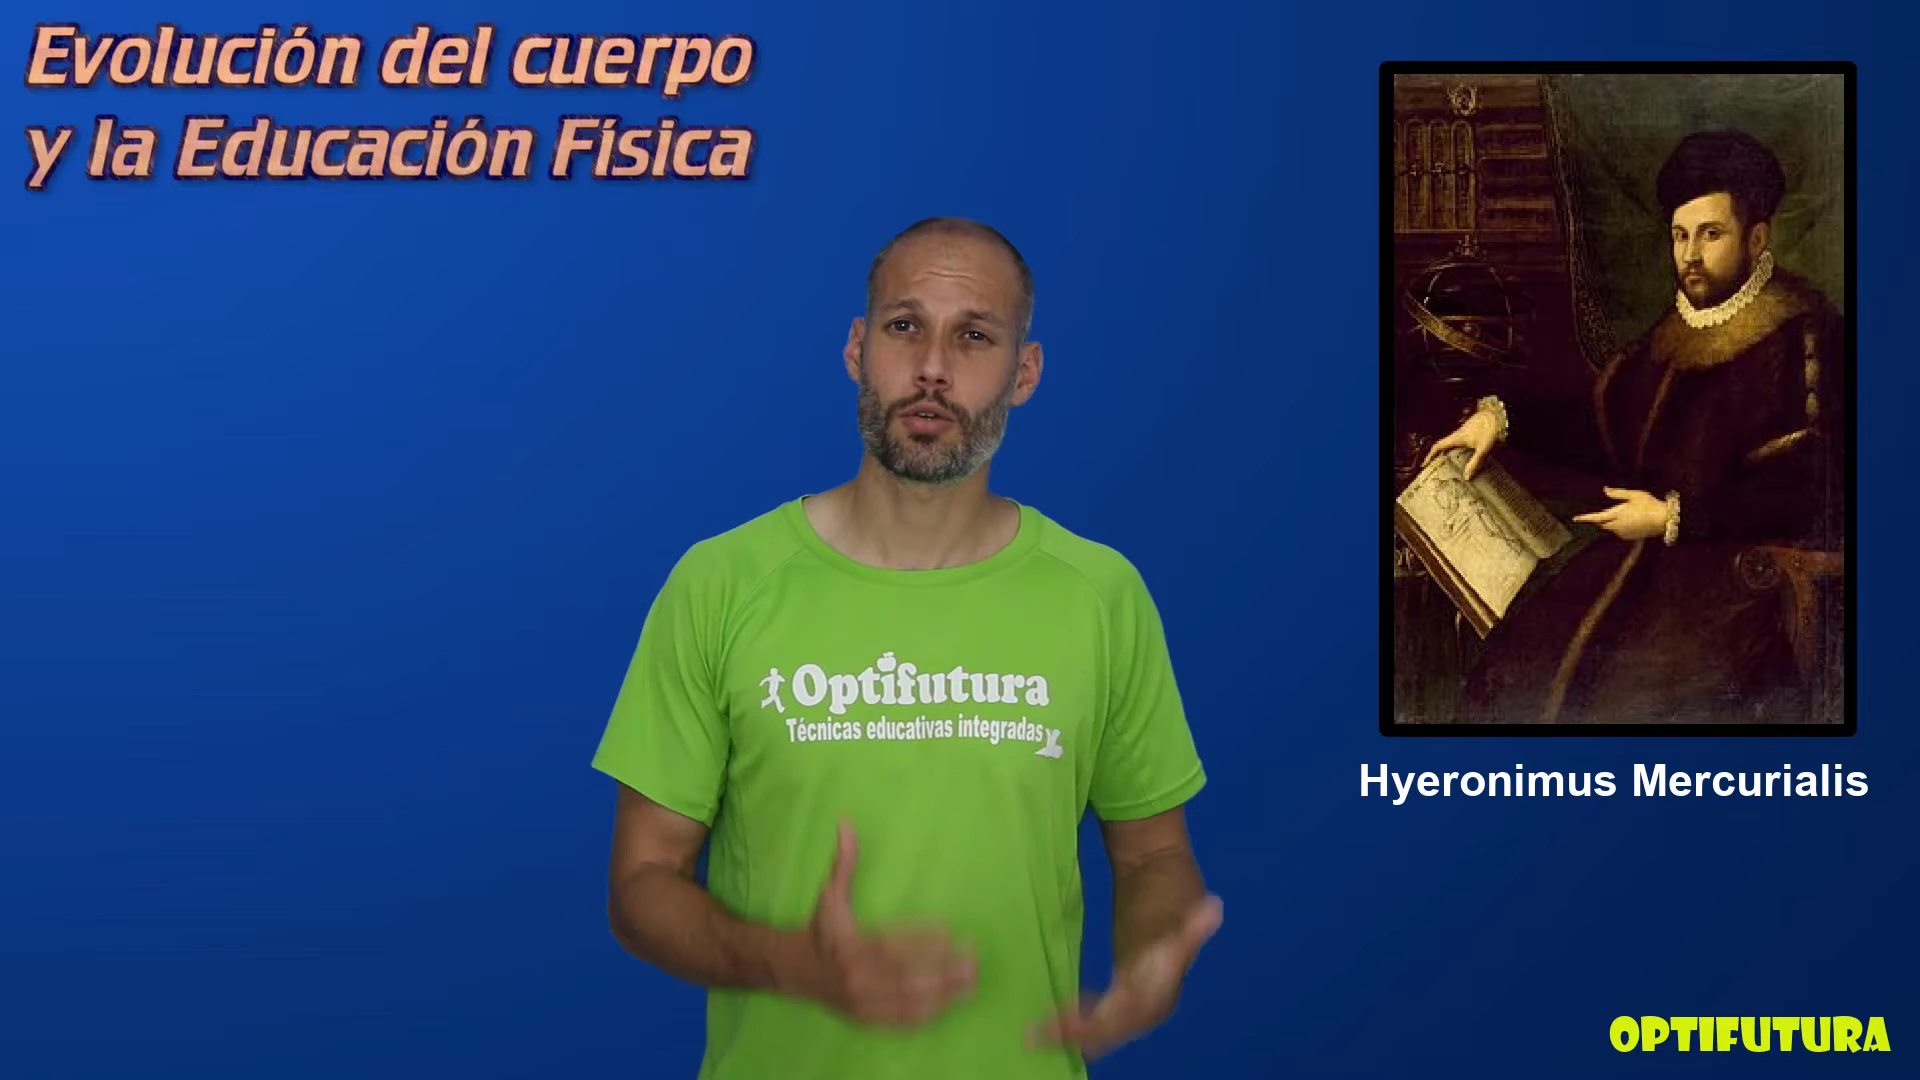 Evolución del cuerpo
y la Educación Física
Optifutura
Técnicas educativas integradas
Hyeronimus Mercurialis
OPTIFUTURA